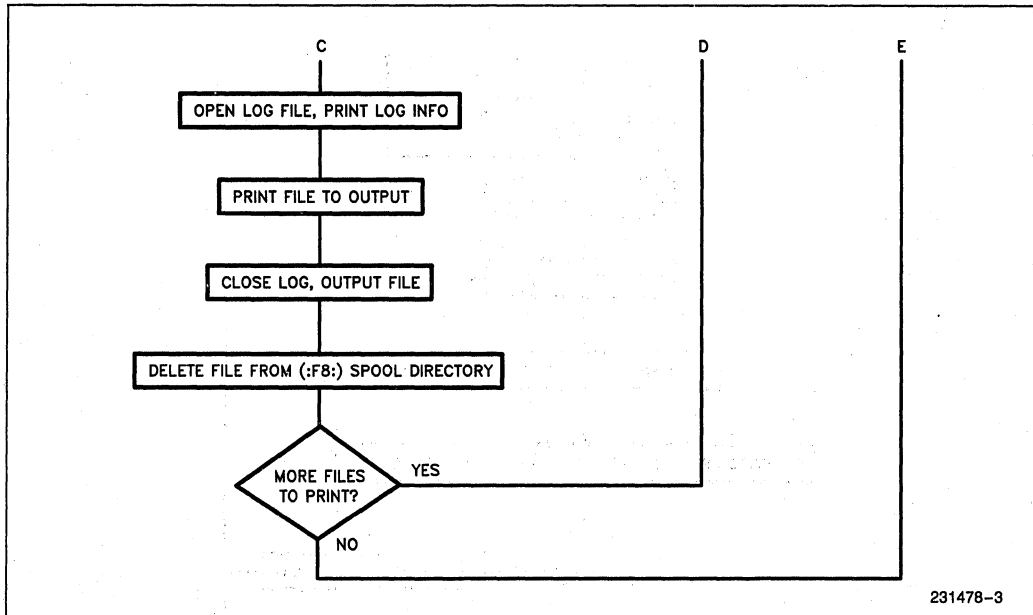 C D E
OPEN LOG FILE, PRINT LOG INFO
PRINT FILE TO OUTPUT
CLOSE LOG, OUTPUT FILE
DELETE FILE FROM (:F8:) SPOOL DIRECTORY
MORE FILES
TO PRINT?
YES
NO
231478-3